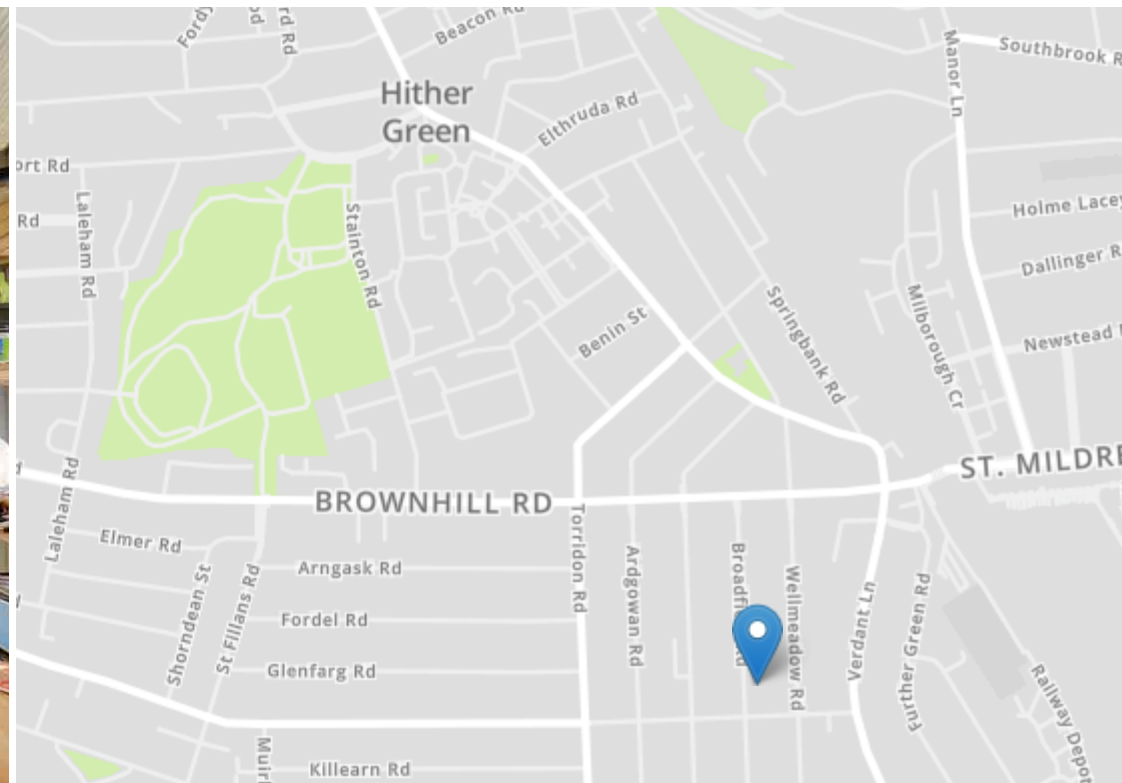 Beacon Rd
Southbrook R
Manor Ln
Hither
Green
Elthruda Rd
ort Rd
Rd
Laleham Rd
Stainton Rd
Holme Lacey
Dallinger R
Springbank Rd
Milborough Cr
Benin St
Newstead
ST. MILDRE
BROWNHILL RD
Laleham Rd
Elmer Rd
Torridon Rd
Arngask Rd
Ardgowan Rd
Wellmeadow Rd
Verdant Ln
Further Green Rd
Shorndean St
St Fillans Rd
Fordel Rd
Glenfarg Rd
Railway Depot
Killearn Rd